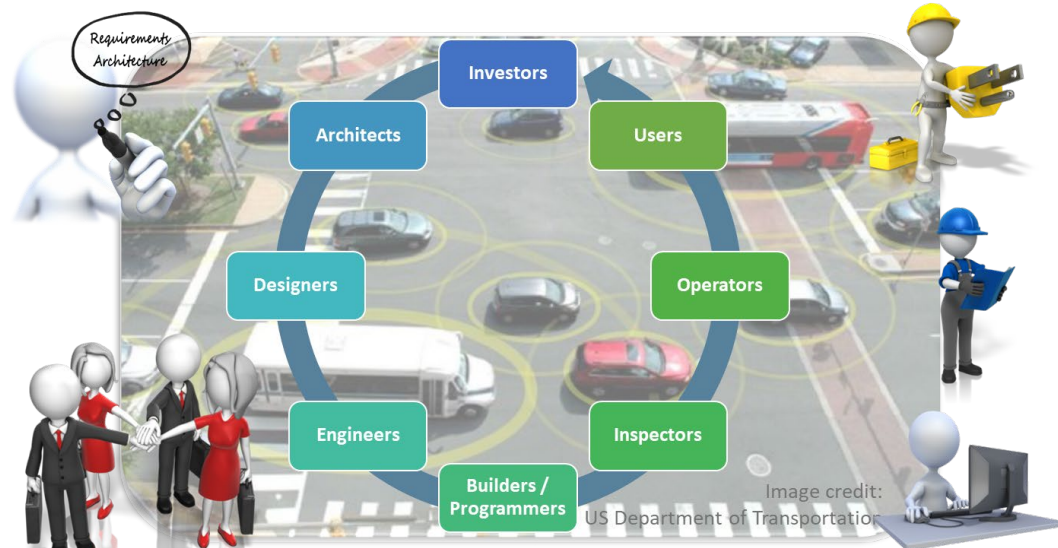 Requirements
Architecture
Investors
Architects
Users
Designers
Operators
Engineers
Inspectors
Builders /
Programmers
Image credit:
US Department of Transportation